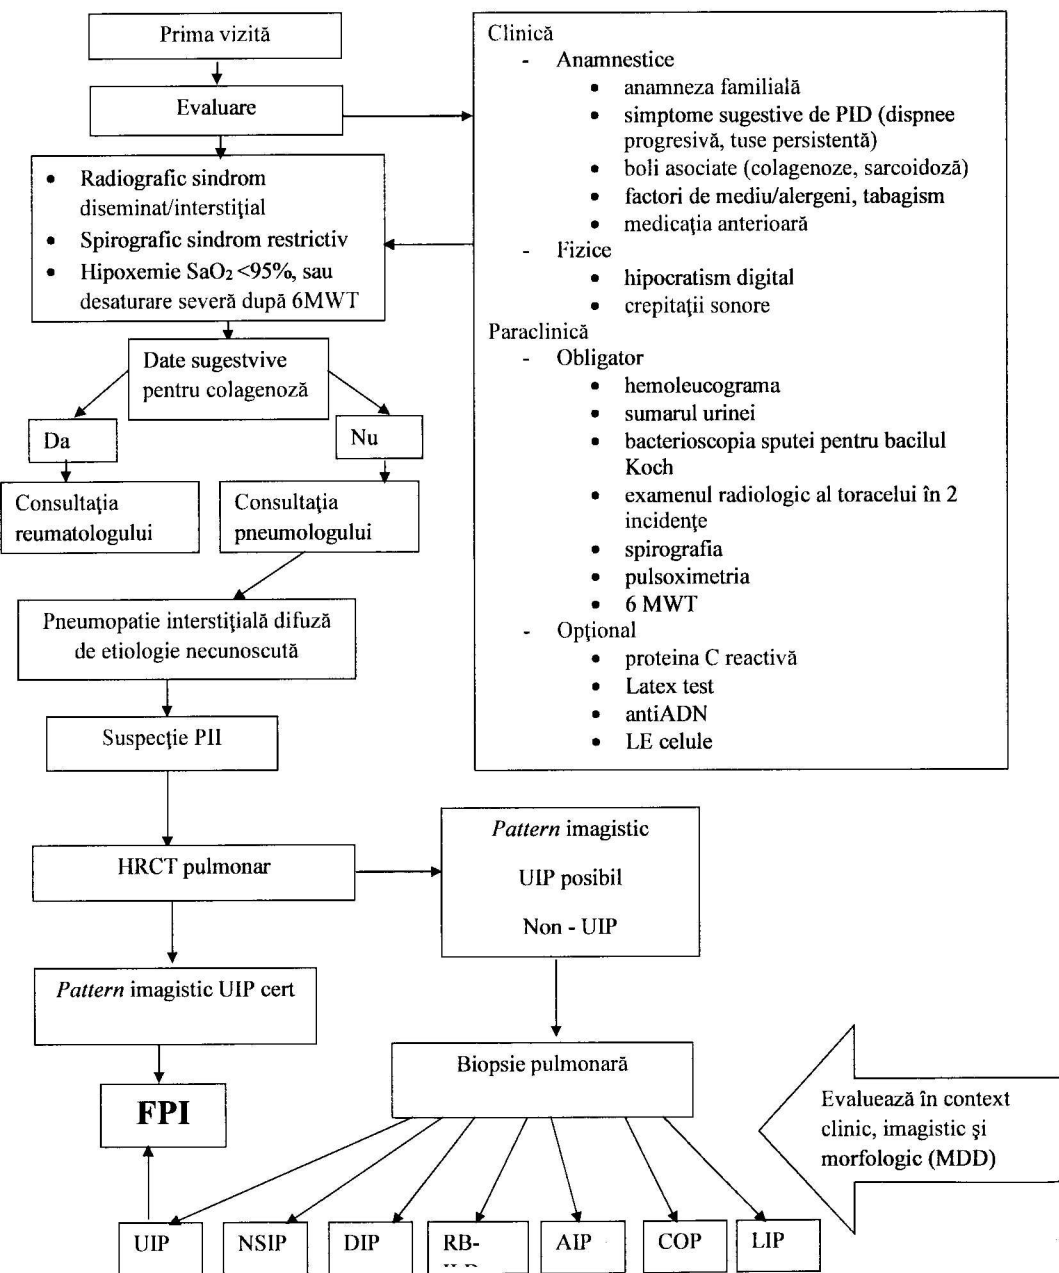 Prima vizită
Evaluare
• Radiografic sindrom
diseminat/interstițial
• Spirografic sindrom restrictiv
• Hipoxemie SaO2 <95%, sau
desaturare severă după 6MWT
Date sugestvive
pentru colagenoză
Da
Nu
Consultația
reumatologului
Consultația
pneumologului
Pneumopatie interstițială difuză
de etiologie necunoscută
Suspecție PII
HRCT pulmonar
Pattern imagistic UIP cert
FPI
Clinică
- Anamnestice
• anamneza familială
• simptome sugestive de PID (dispnee
progresivă, tuse persistentă)
• boli asociate (colagenoze, sarcoidoză)
• factori de mediu/alergeni, tabagism
• medicația anterioară
- Fizice
• hipocratism digital
• crepitații sonore
Paraclinică
- Obligator
• hemoleucograma
• sumarul urinei
• bacterioscopia sputei pentru bacilul
Koch
• examenul radiologic al toracelui în 2
incidențe
• spirografia
• pulsoximetria
• 6 MWT
- Opțional
• proteina C reactivă
• Latex test
• antiADN
• LE celule
Pattern imagistic
UIP posibil
Non - UIP
Biopsie pulmonară
Evaluează în context
clinic, imagistic și
morfologic (MDD)
UIP
NSIP
DIP
RB-
AIP
COP
LIP